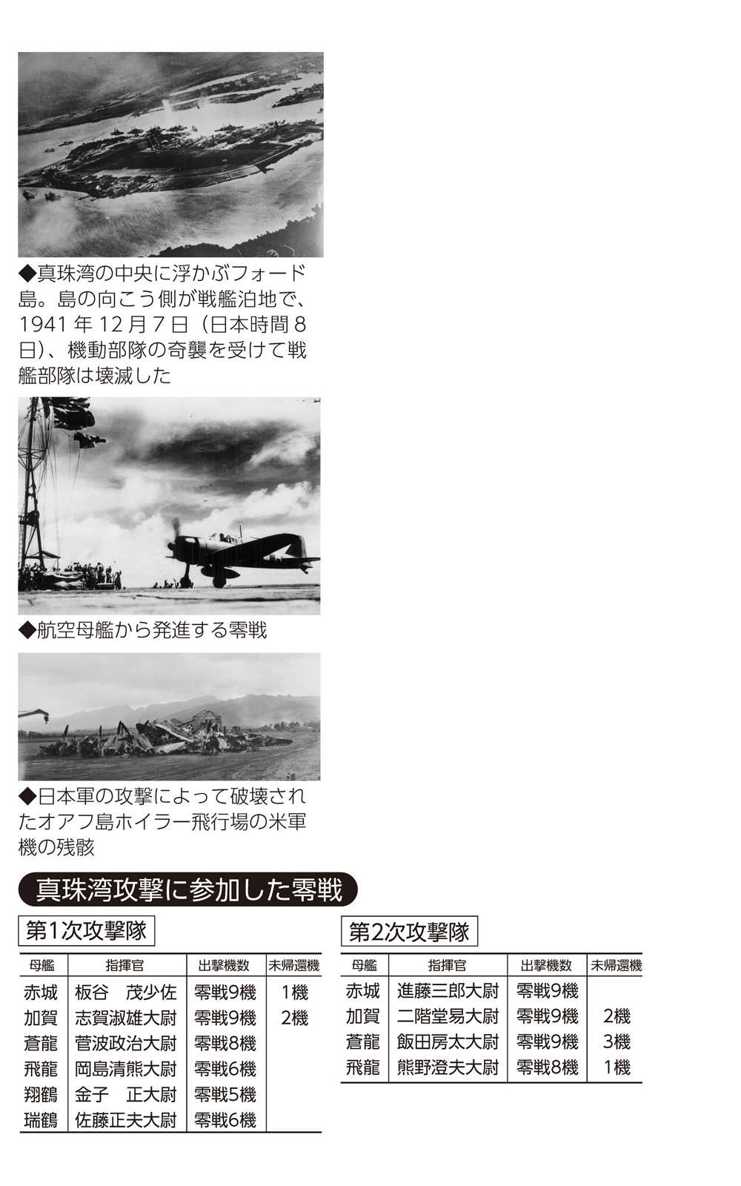 ◆真珠湾の中央に浮かぶフォード
島。島の向こう側が戦艦泊地で、
1941年12月7日（日本時間8
日）、機動部隊の奇襲を受けて戦
艦部隊は壊滅した
◆航空母艦から発進する零戦
◆日本軍の攻撃によって破壊され
たオアフ島ホイラー飛行場の米軍
機の残骸
真珠湾攻撃に参加した零戦
第1次攻撃隊
母艦 指揮官 出撃機数 未帰還機
赤城 板谷　茂少佐 零戦9機 1機
加賀 志賀淑雄大尉 零戦9機 2機
蒼龍 菅波政治大尉 零戦8機
飛龍 岡島清熊大尉 零戦6機
翔鶴 金子　正大尉 零戦5機
瑞鶴 佐藤正夫大尉 零戦6機
第2次攻撃隊
母艦 指揮官 出撃機数 未帰還機
赤城 進藤三郎大尉 零戦9機
加賀 二階堂易大尉 零戦9機 2機
蒼龍 飯田房太大尉 零戦9機 3機
飛龍 熊野澄夫大尉 零戦8機 1機